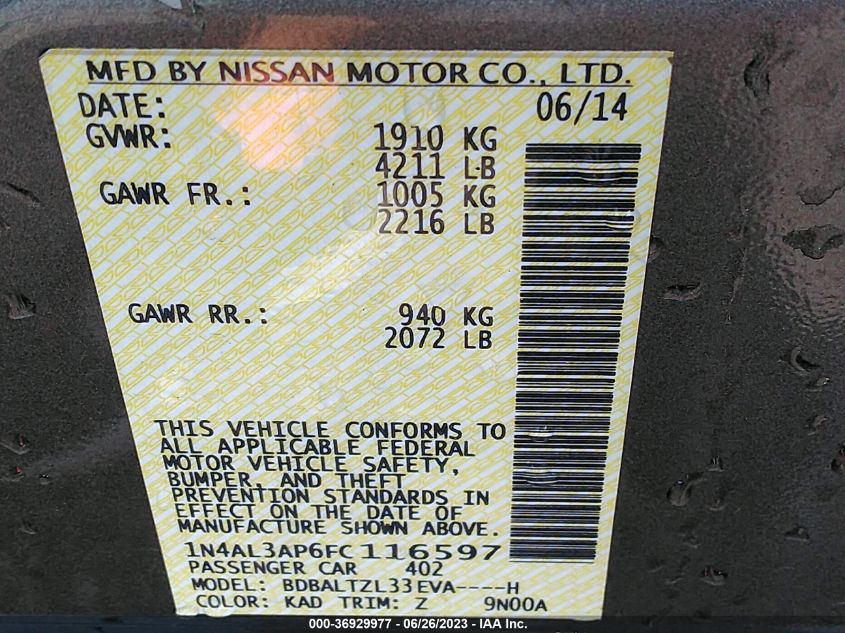 MFD BY NISSAN MOTOR CO., LTD.
DATE: 06/14
GVWR: 1910 KG
4211 LB
GAWR FR.: 1005 KG
2216 LB
GAWR RR.: 940 KG
2072 LB
THIS VEHICLE CONFORMS TO
ALL APPLICABLE FEDERAL
MOTOR VEHICLE SAFETY,
BUMPER, AND THEFT
PREVENTION STANDARDS IN
EFFECT ON THE DATE OF
MANUFACTURE SHOWN ABOVE.
1N4AL3AP6FC116597
PASSENGER CAR 402
MODEL: BDBALTZL33EVA----H
COLOR: KAD TRIM: Z 9N00A
000-36929977 - 06/26/2023 - IAA Inc.